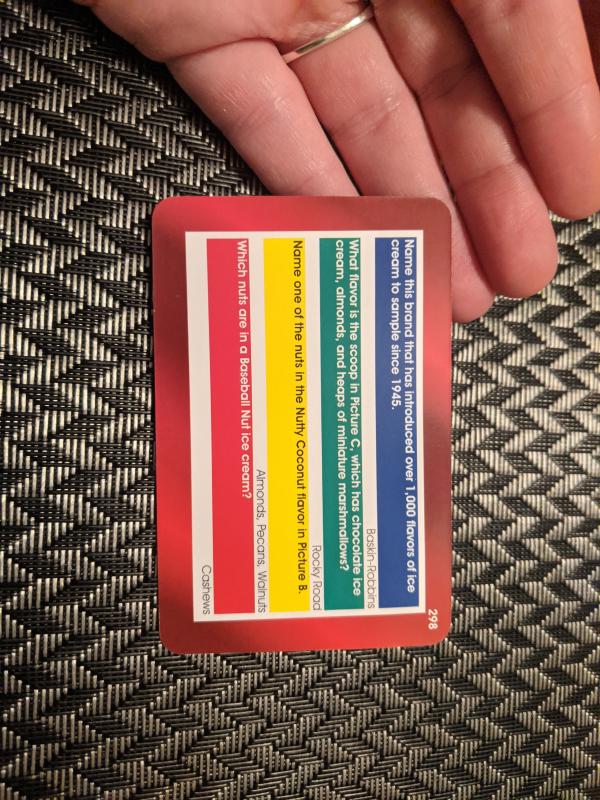 298
Name this brand that has introduced over 1,000 flavors of ice
cream to sample since 1945.
Baskin-Robbins
What flavor is the scoop in Picture C, which has chocolate ice
cream, almonds, and heaps of miniature marshmallows?
Rocky Road
Name one of the nuts in the Nutty Coconut flavor in Picture B.
Almonds, Pecans, Walnuts
Which nuts are in a Baseball Nut ice cream?
Cashews